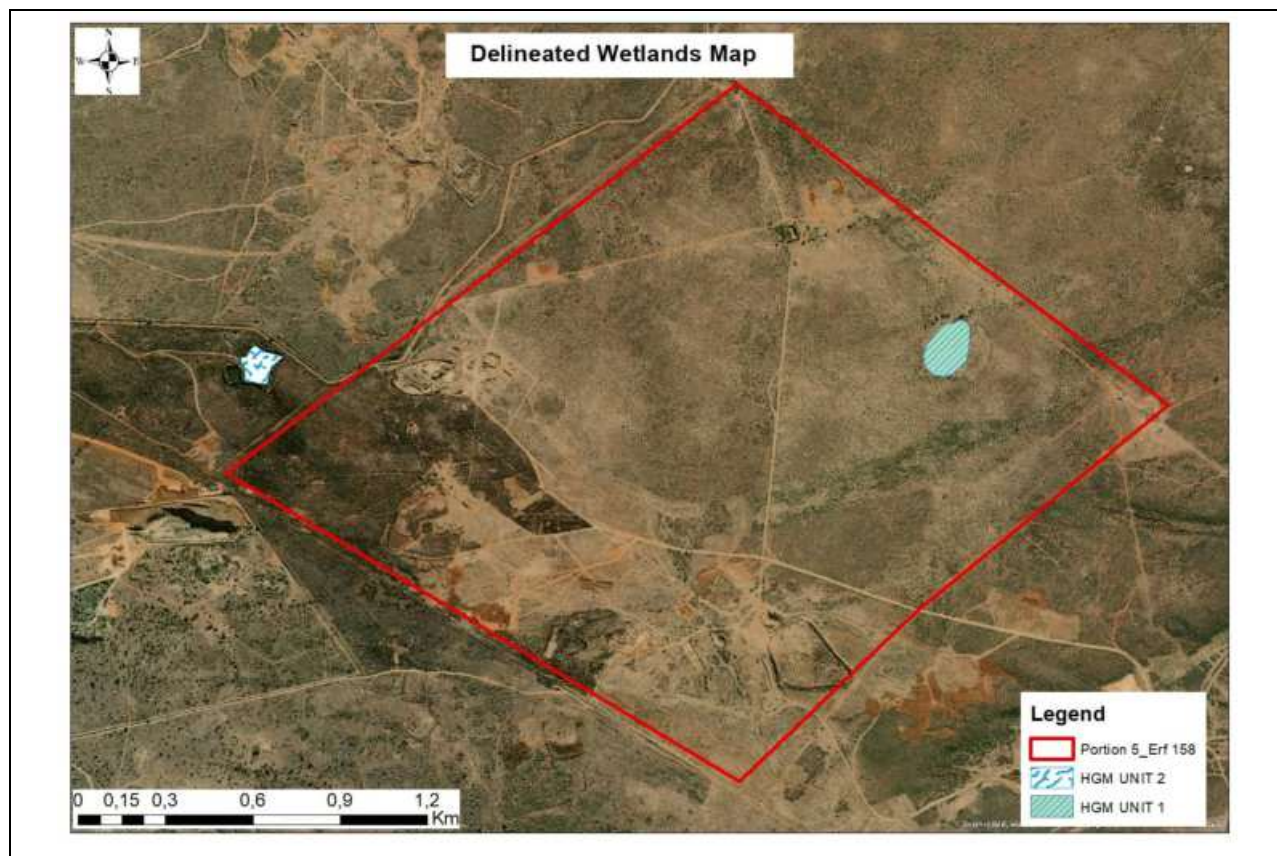 N
W E
S
Delineated Wetlands Map
Legend
Portion 5_Erf 158
HGM UNIT 2
HGM UNIT 1
0 0,15 0,3 0,6 0,9 1,2
Km